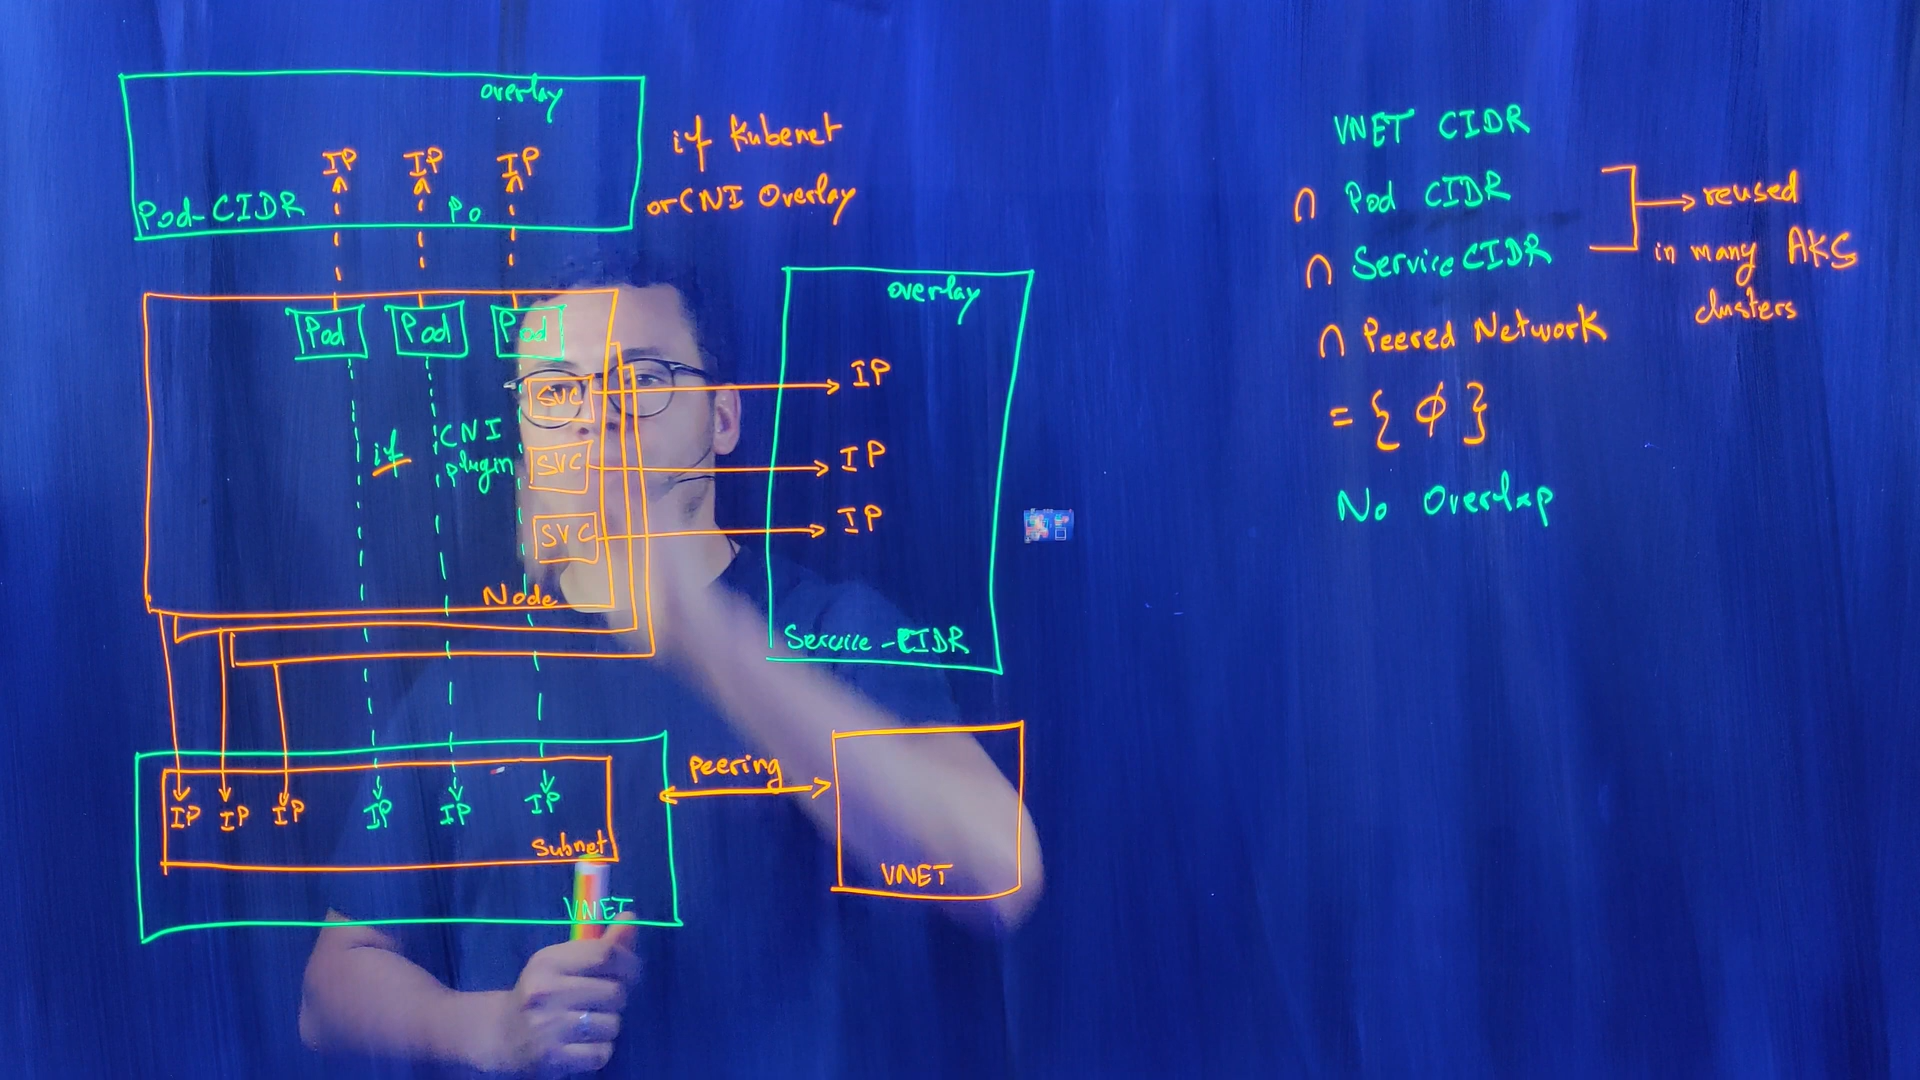 overlay
IP IP IP
Pod-CIDR
Po
if Kubenet
or CNI Overlay
Pod Pod Pod
SVC
SVC
SVC
if CNI
plugin
Node
overlay
IP
IP
IP
Service-CIDR
IP IP IP IP IP IP
Subnet
VNET
Peering
VNET
VNET CIDR
∩ Pod CIDR
∩ Service CIDR
∩ Peered Network
= { ϕ }
No Overlap
reused
in many AKS
clusters